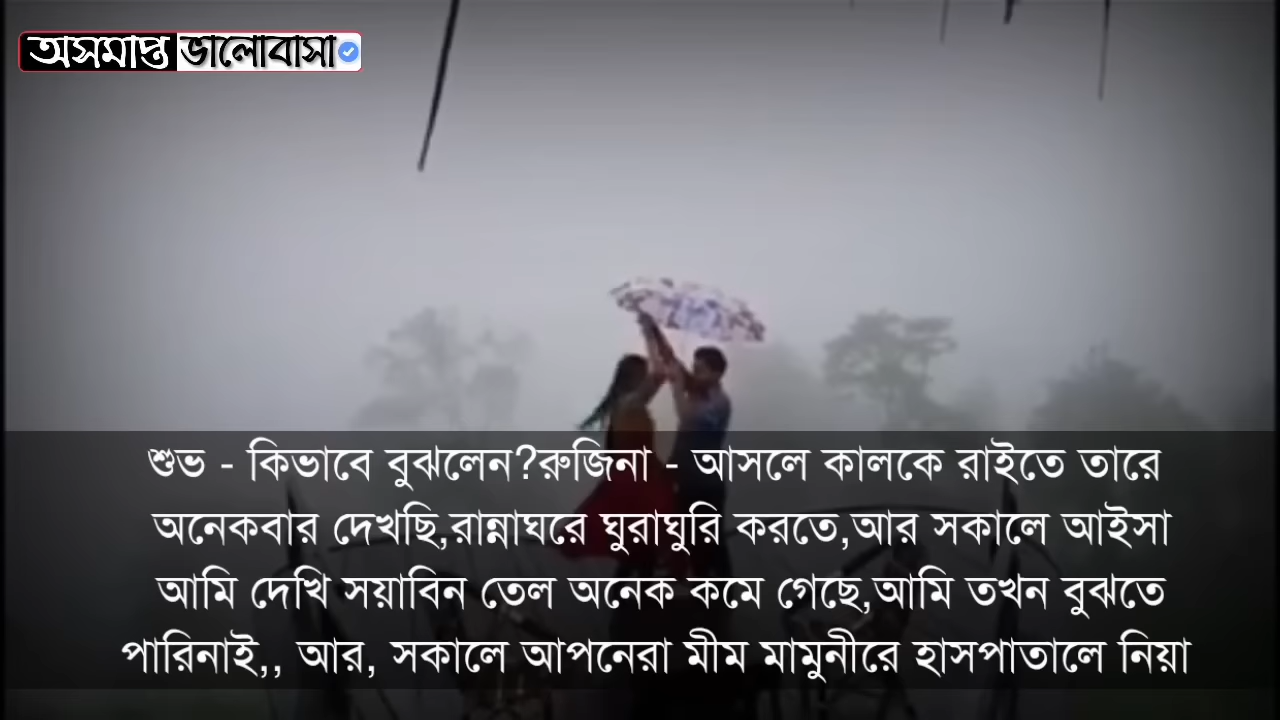 অসমাপ্ত ভালোবাসা
শুভ - কিভাবে বুঝলেন?রুজিনা - আসলে কালকে রাইতে তারে
অনেকবার দেখছি,রান্নাঘরে ঘুরাঘুরি করতে,আর সকালে আইসা
আমি দেখি সয়াবিন তেল অনেক কমে গেছে,আমি তখন বুঝতে
পারিনাই,, আর, সকালে আপনেরা মীম মামুনীরে হাসপাতালে নিয়া